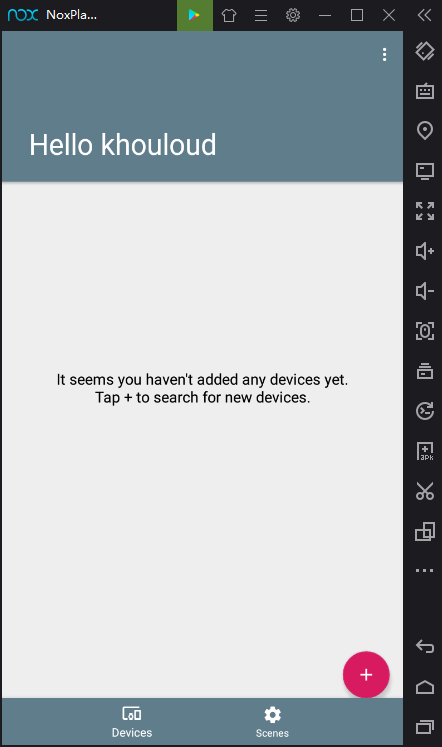 nox NoxPla...
Hello khouloud
It seems you haven't added any devices yet.
Tap + to search for new devices.
+
Devices
Scenes
3Pk